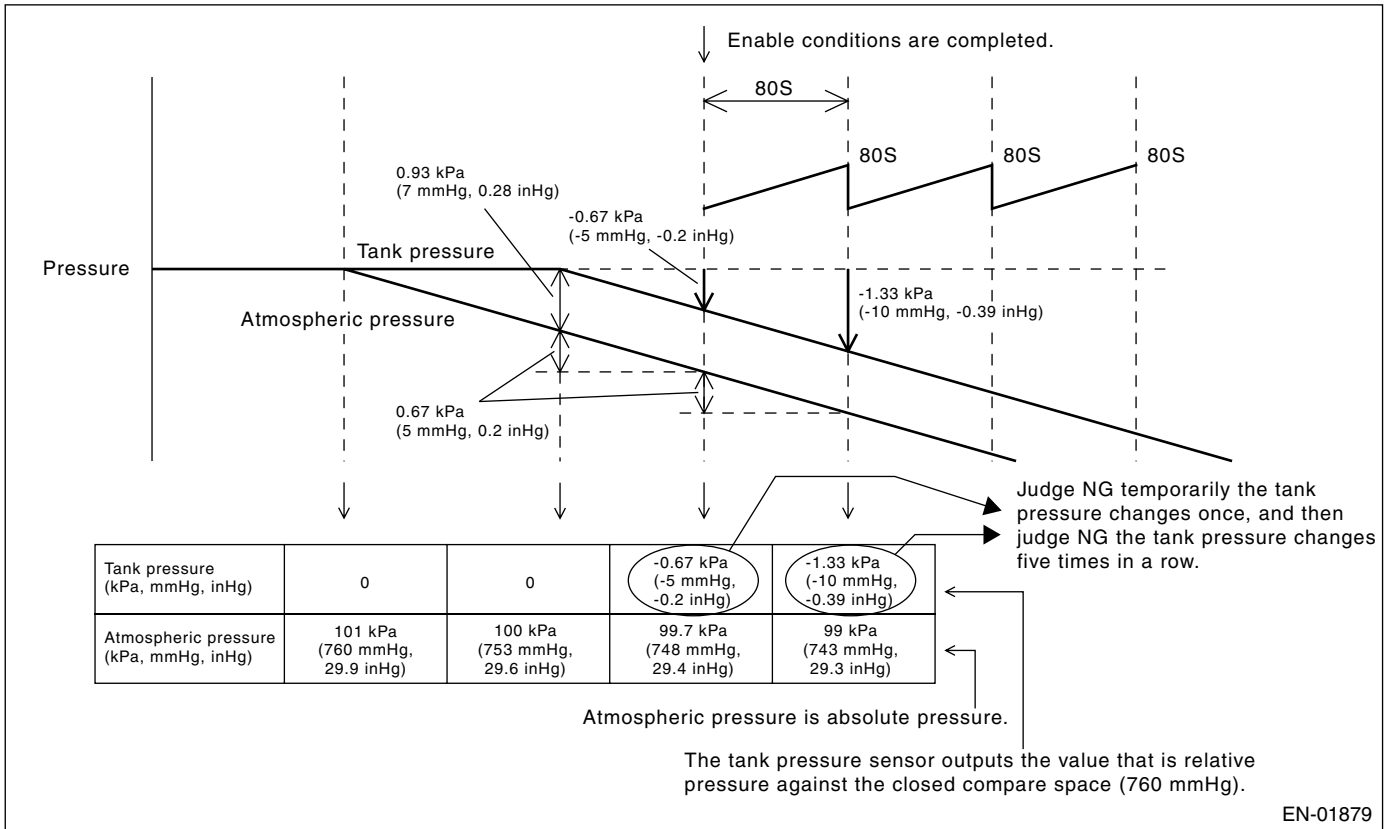 Enable conditions are completed.
80S
80S
80S
80S
0.93 kPa
(7 mmHg, 0.28 inHg)
-0.67 kPa
(-5 mmHg, -0.2 inHg)
Tank pressure
Pressure
-1.33 kPa
(-10 mmHg, -0.39 inHg)
Atmospheric pressure
0.67 kPa
(5 mmHg, 0.2 inHg)
Judge NG temporarily the tank
pressure changes once, and then
judge NG the tank pressure changes
five times in a row.
Tank pressure
(kPa, mmHg, inHg)
0
0
-0.67 kPa
(-5 mmHg,
-0.2 inHg)
-1.33 kPa
(-10 mmHg,
-0.39 inHg)
Atmospheric pressure
(kPa, mmHg, inHg)
101 kPa
(760 mmHg,
29.9 inHg)
100 kPa
(753 mmHg,
29.6 inHg)
99.7 kPa
(748 mmHg,
29.4 inHg)
99 kPa
(743 mmHg,
29.3 inHg)
Atmospheric pressure is absolute pressure.
The tank pressure sensor outputs the value that is relative
pressure against the closed compare space (760 mmHg).
EN-01879